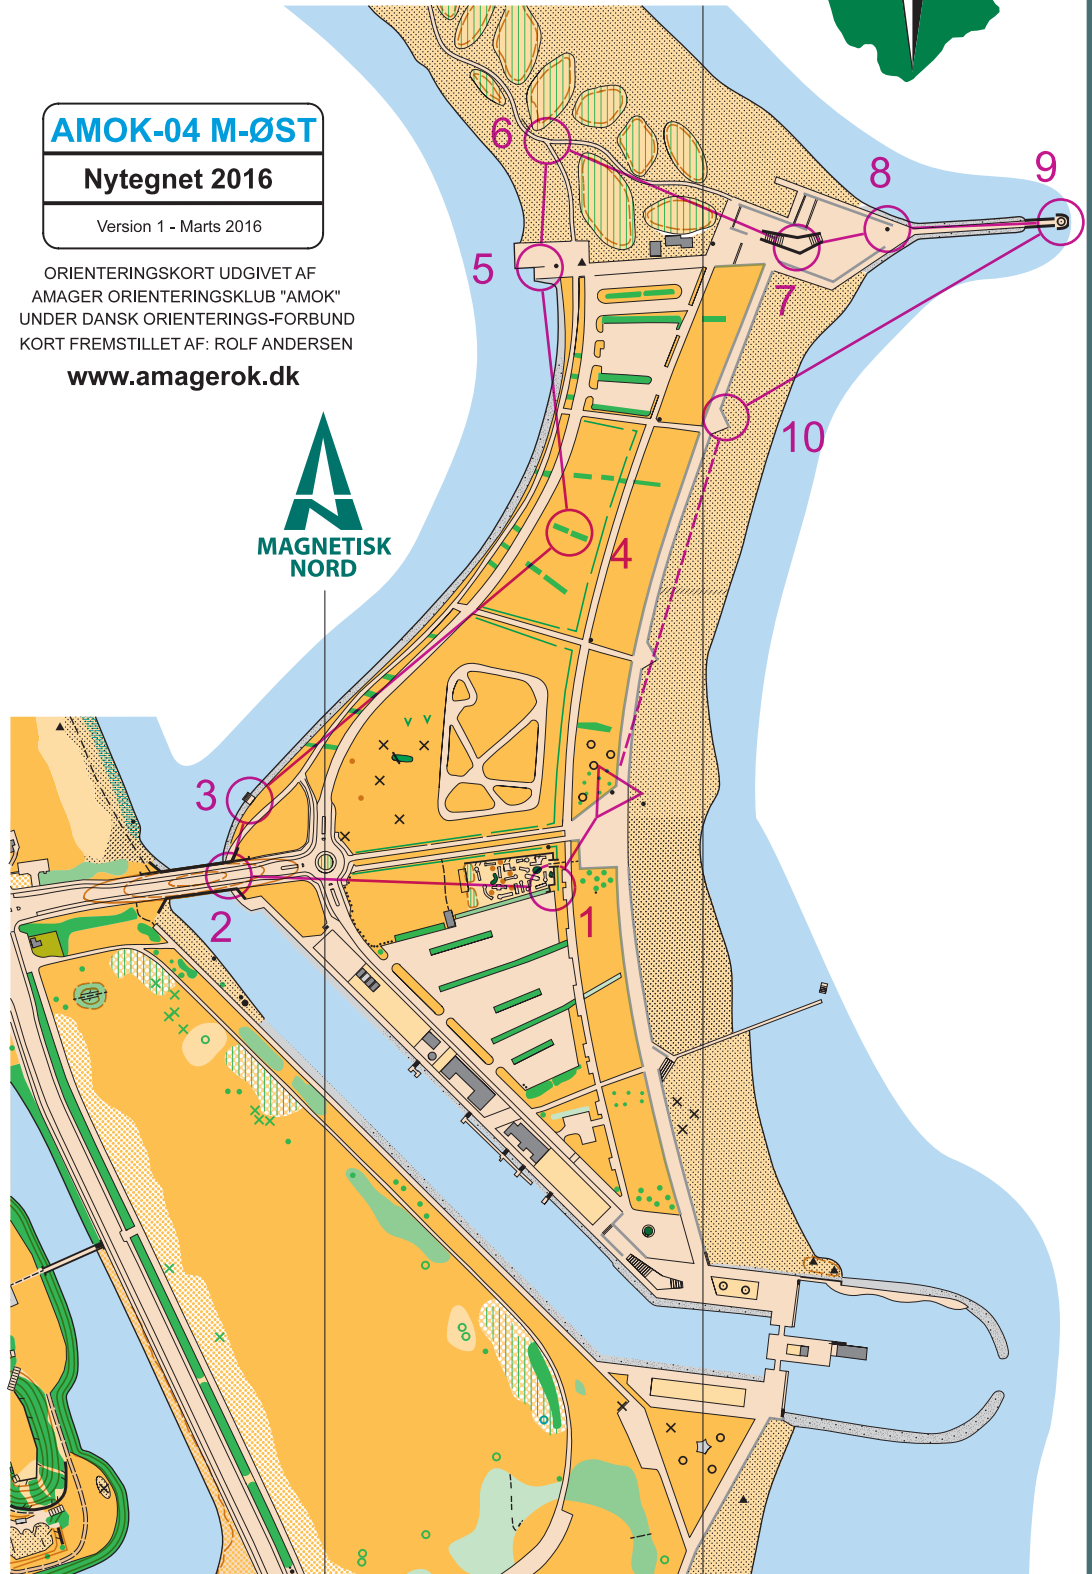 AMOK-04 M-ØST
Nytegnet 2016
Version 1 - Marts 2016
ORIENTERINGSKORT UDGIVET AF
AMAGER ORIENTERINGSKLUB "AMOK"
UNDER DANSK ORIENTERINGS-FORBUND
KORT FREMSTILLET AF: ROLF ANDERSEN
www.amagerok.dk
MAGNETISK
NORD
6
8
9
5
7
10
4
3
2
1